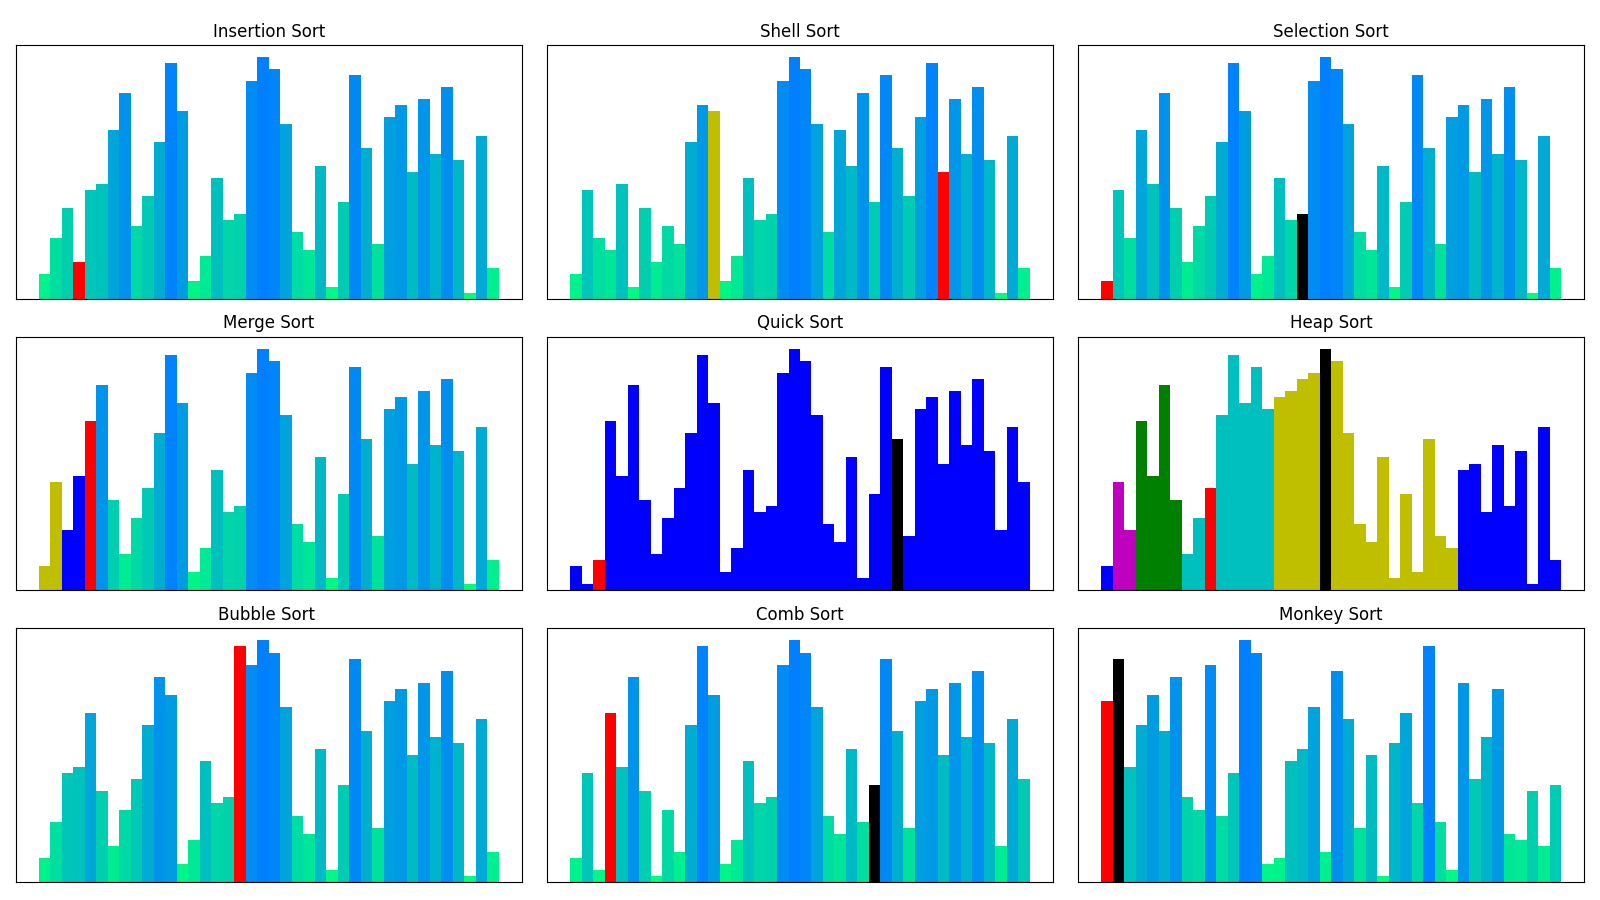 Insertion Sort
Shell Sort
Selection Sort
Merge Sort
Quick Sort
Heap Sort
Bubble Sort
Comb Sort
Monkey Sort